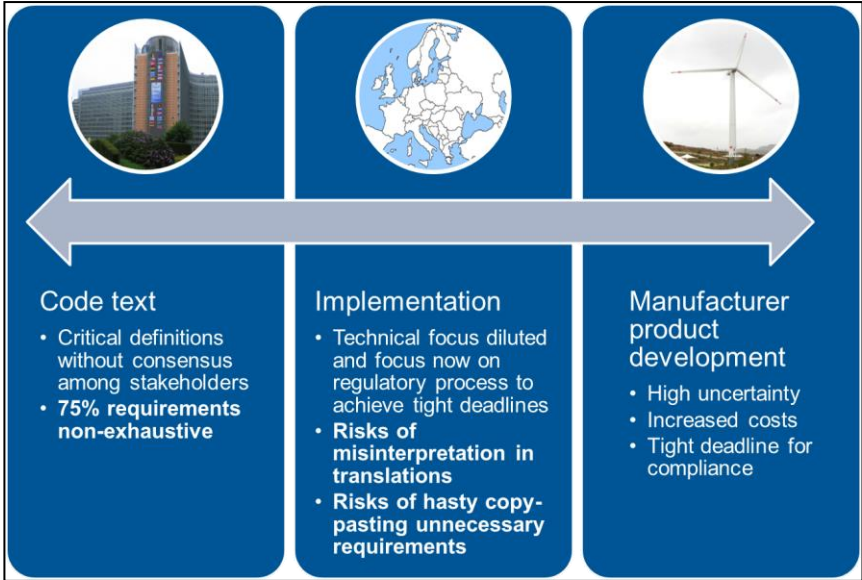 Code text
• Critical definitions
without consensus
among stakeholders
• 75% requirements
non-exhaustive
Implementation
• Technical focus diluted
and focus now on
regulatory process to
achieve tight deadlines
• Risks of
misinterpretation in
translations
• Risks of hasty copy-
pasting unnecessary
requirements
Manufacturer
product
development
• High uncertainty
• Increased costs
• Tight deadline for
compliance